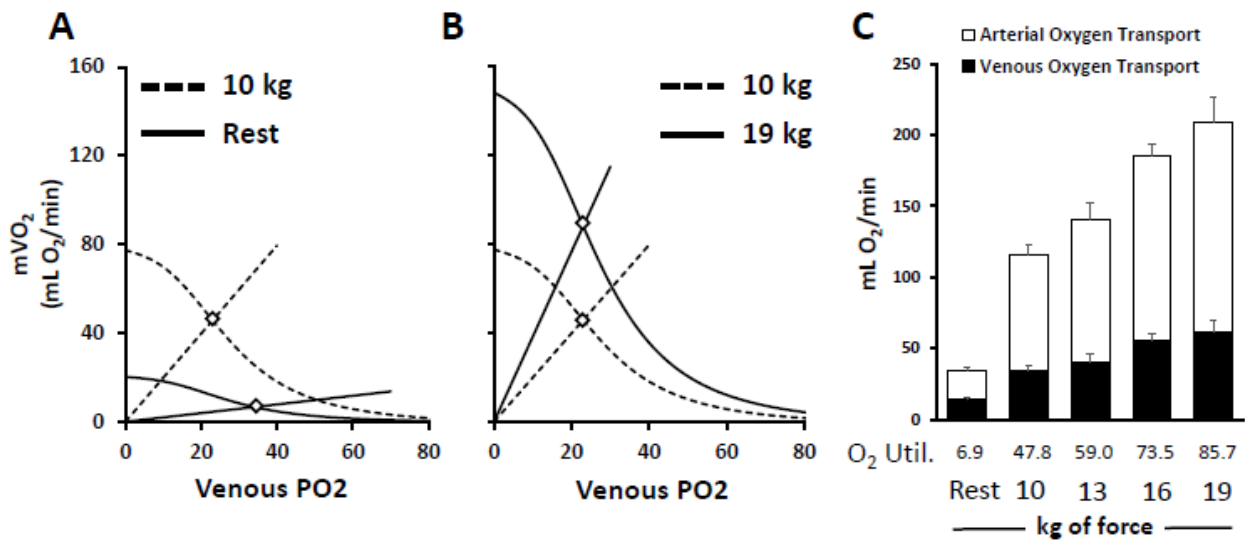 A
B
C
Arterial Oxygen Transport
Venous Oxygen Transport
10 kg
Rest
10 kg
19 kg
mVO₂
(mL O₂/min)
160
120
80
40
0
0 20 40 60 80
Venous PO2
0 20 40 60 80
Venous PO2
mL O₂/min
250
200
150
100
50
0
O₂ Util. 6.9 47.8 59.0 73.5 85.7
Rest 10 13 16 19
kg of force